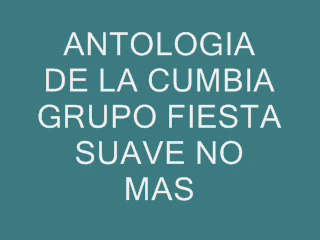 ANTOLOGIA
DE LA CUMBIA
GRUPO FIESTA
SUAVE NO
MAS